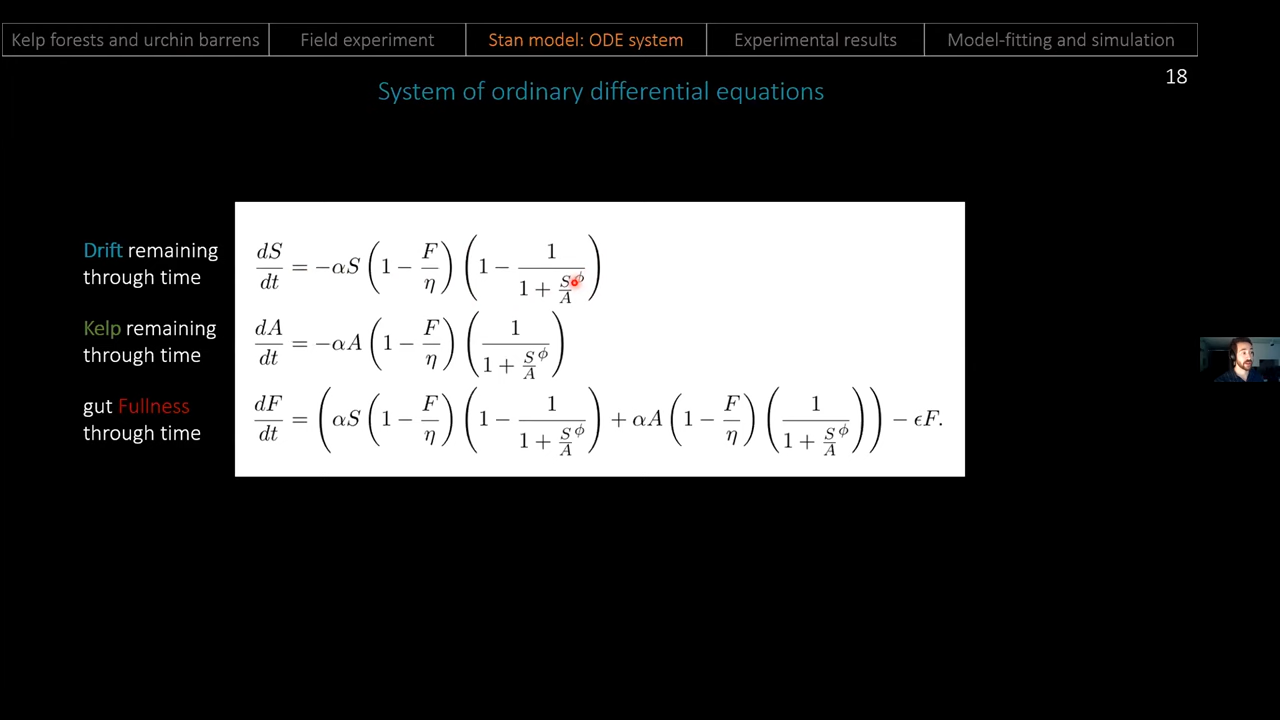 Kelp forests and urchin barrens
Field experiment
Stan model: ODE system
Experimental results
Model-fitting and simulation
18
System of ordinary differential equations
Drift remaining
through time
dS/dt = −αS (1 − F/η) (1 − 1/(1 + S/A^ϕ))
Kelp remaining
through time
dA/dt = −αA (1 − F/η) (1/(1 + S/A^ϕ))
gut Fullness
through time
dF/dt = (αS (1 − F/η) (1 − 1/(1 + S/A^ϕ)) + αA (1 − F/η) (1/(1 + S/A^ϕ))) − ϵF.